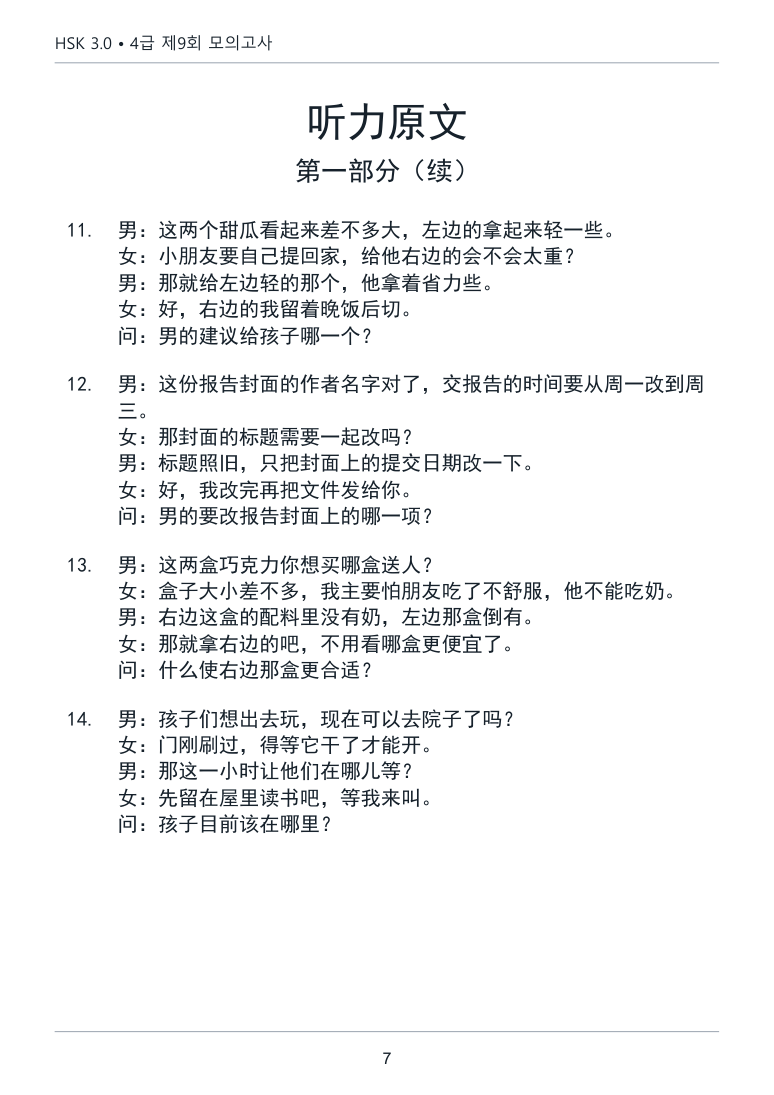 HSK 3.0 • 4급 제9회 모의고사
听力原文
第一部分（续）
11. 男：这两个甜瓜看起来差不多大，左边的拿起来轻一些。
女：小朋友要自己提回家，给他右边的会不会太重？
男：那就给左边轻的那个，他拿着省力些。
女：好，右边的我留着晚饭后切。
问：男的建议给孩子哪一个？
12. 男：这份报告封面的作者名字对了，交报告的时间要从周一改到周
三。
女：那封面的标题需要一起改吗？
男：标题照旧，只把封面上的提交日期改一下。
女：好，我改完再把文件发给你。
问：男的要改报告封面上的哪一项？
13. 男：这两盒巧克力你想买哪盒送人？
女：盒子大小差不多，我主要怕朋友吃了不舒服，他不能吃奶。
男：右边这盒的配料里没有奶，左边那盒倒有。
女：那就拿右边的吧，不用看哪盒更便宜了。
问：什么使右边那盒更合适？
14. 男：孩子们想出去玩，现在可以去院子了吗？
女：门刚刷过，得等它干了才能开。
男：那这一小时让他们在哪儿等？
女：先留在屋里读书吧，等我来叫。
问：孩子目前该在哪里？
7